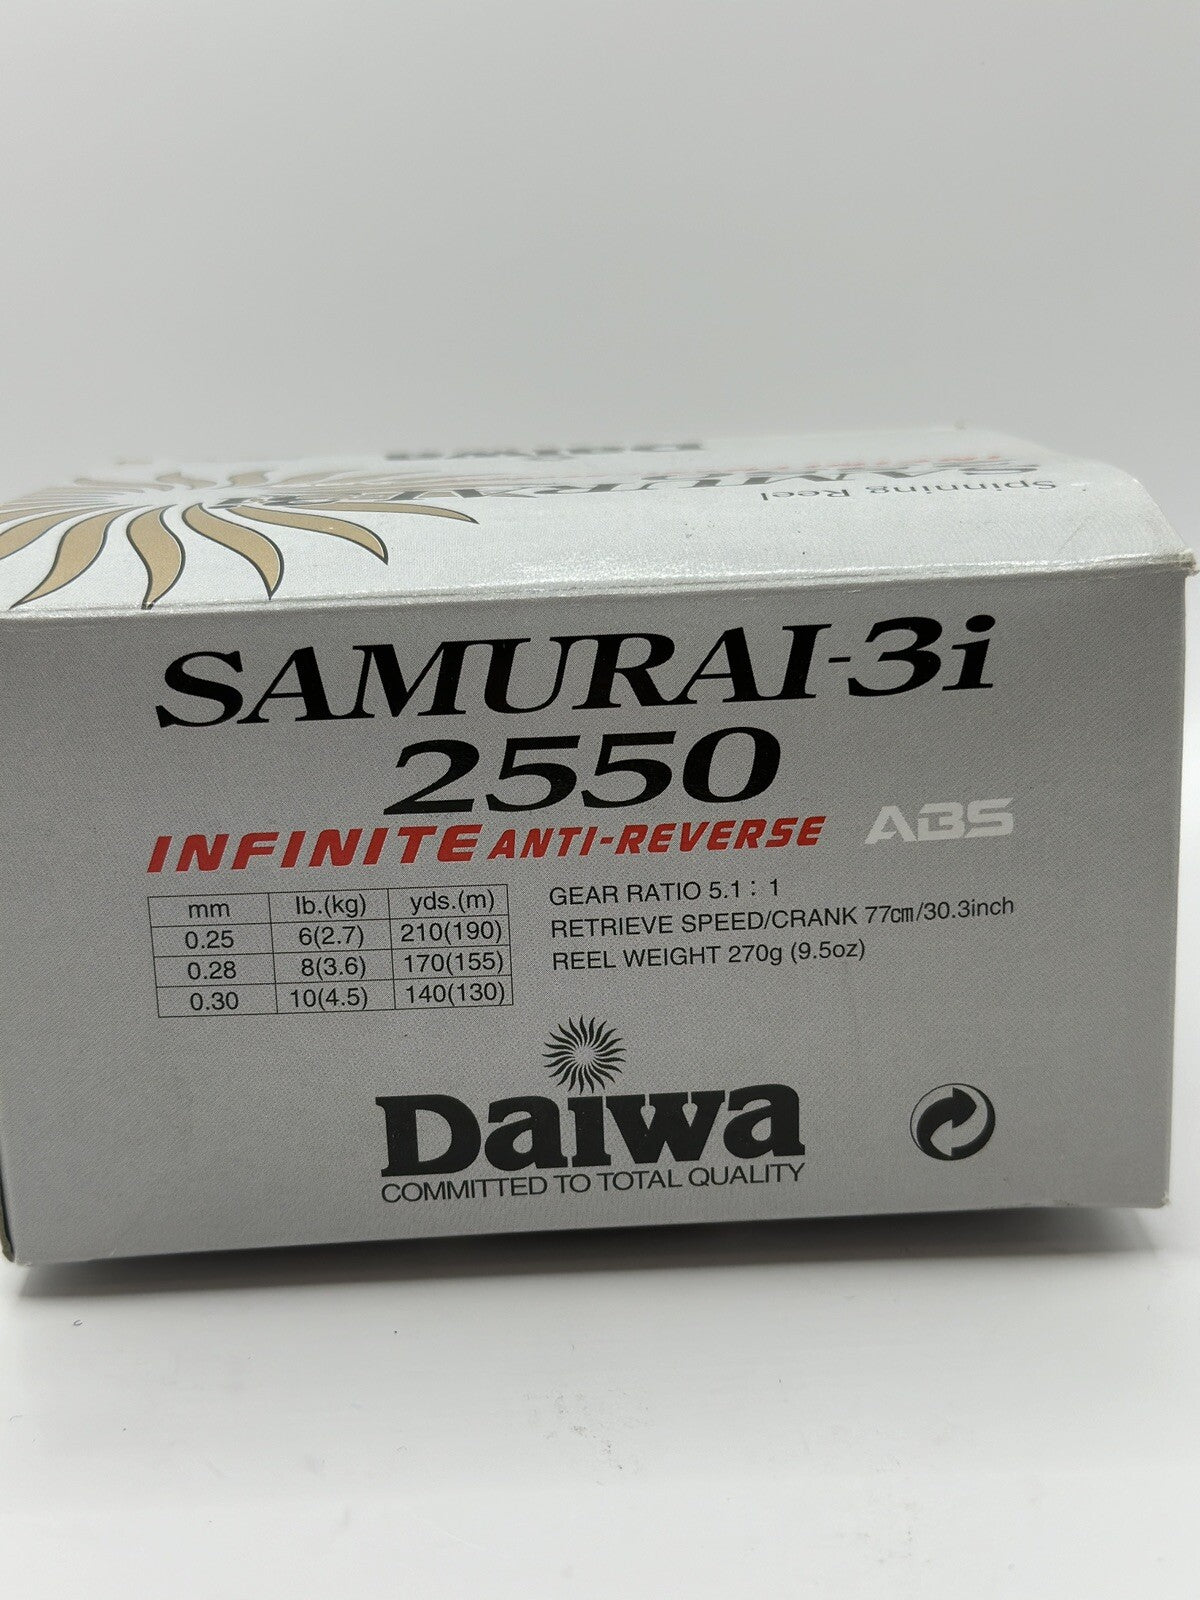 Daiwa
SAMURAI
Spinning Reel
SAMURAI-3i
2550
INFINITE ANTI-REVERSE ABS
mm lb.(kg) yds.(m)
0.25 6(2.7) 210(190)
0.28 8(3.6) 170(155)
0.30 10(4.5) 140(130)
GEAR RATIO 5.1 : 1
RETRIEVE SPEED/CRANK 77cm/30.3inch
REEL WEIGHT 270g (9.5oz)
Daiwa
COMMITTED TO TOTAL QUALITY